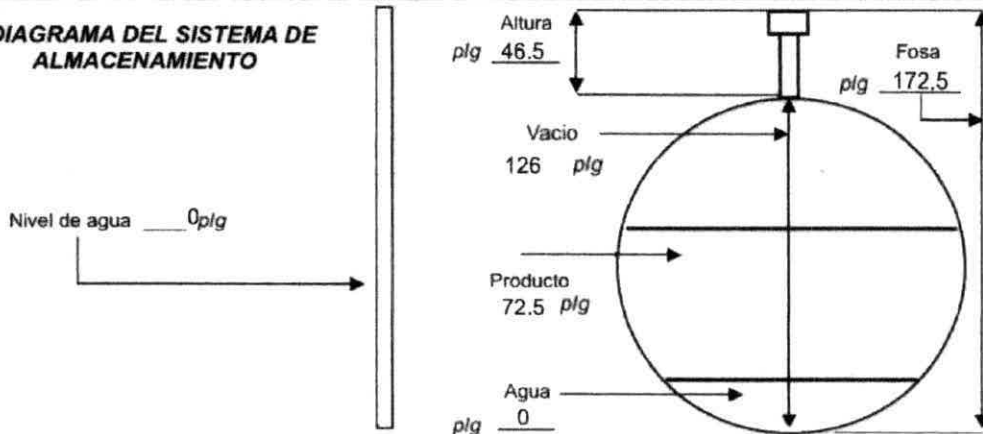 DIAGRAMA DEL SISTEMA DE
ALMACENAMIENTO
Nivel de agua ____0plg
Altura
plg 46.5
Fosa
plg 172,5
Vacio
126 plg
Producto
72.5 plg
Agua
plg 0